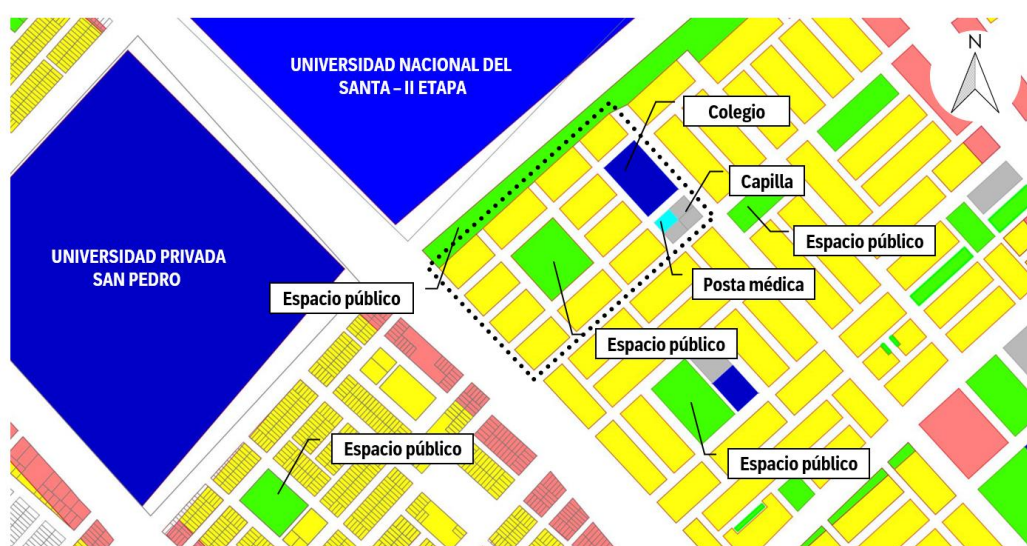 N
UNIVERSIDAD NACIONAL DEL
SANTA – II ETAPA
Colegio
Capilla
Espacio público
UNIVERSIDAD PRIVADA
SAN PEDRO
Posta médica
Espacio público
Espacio público
Espacio público
Espacio público